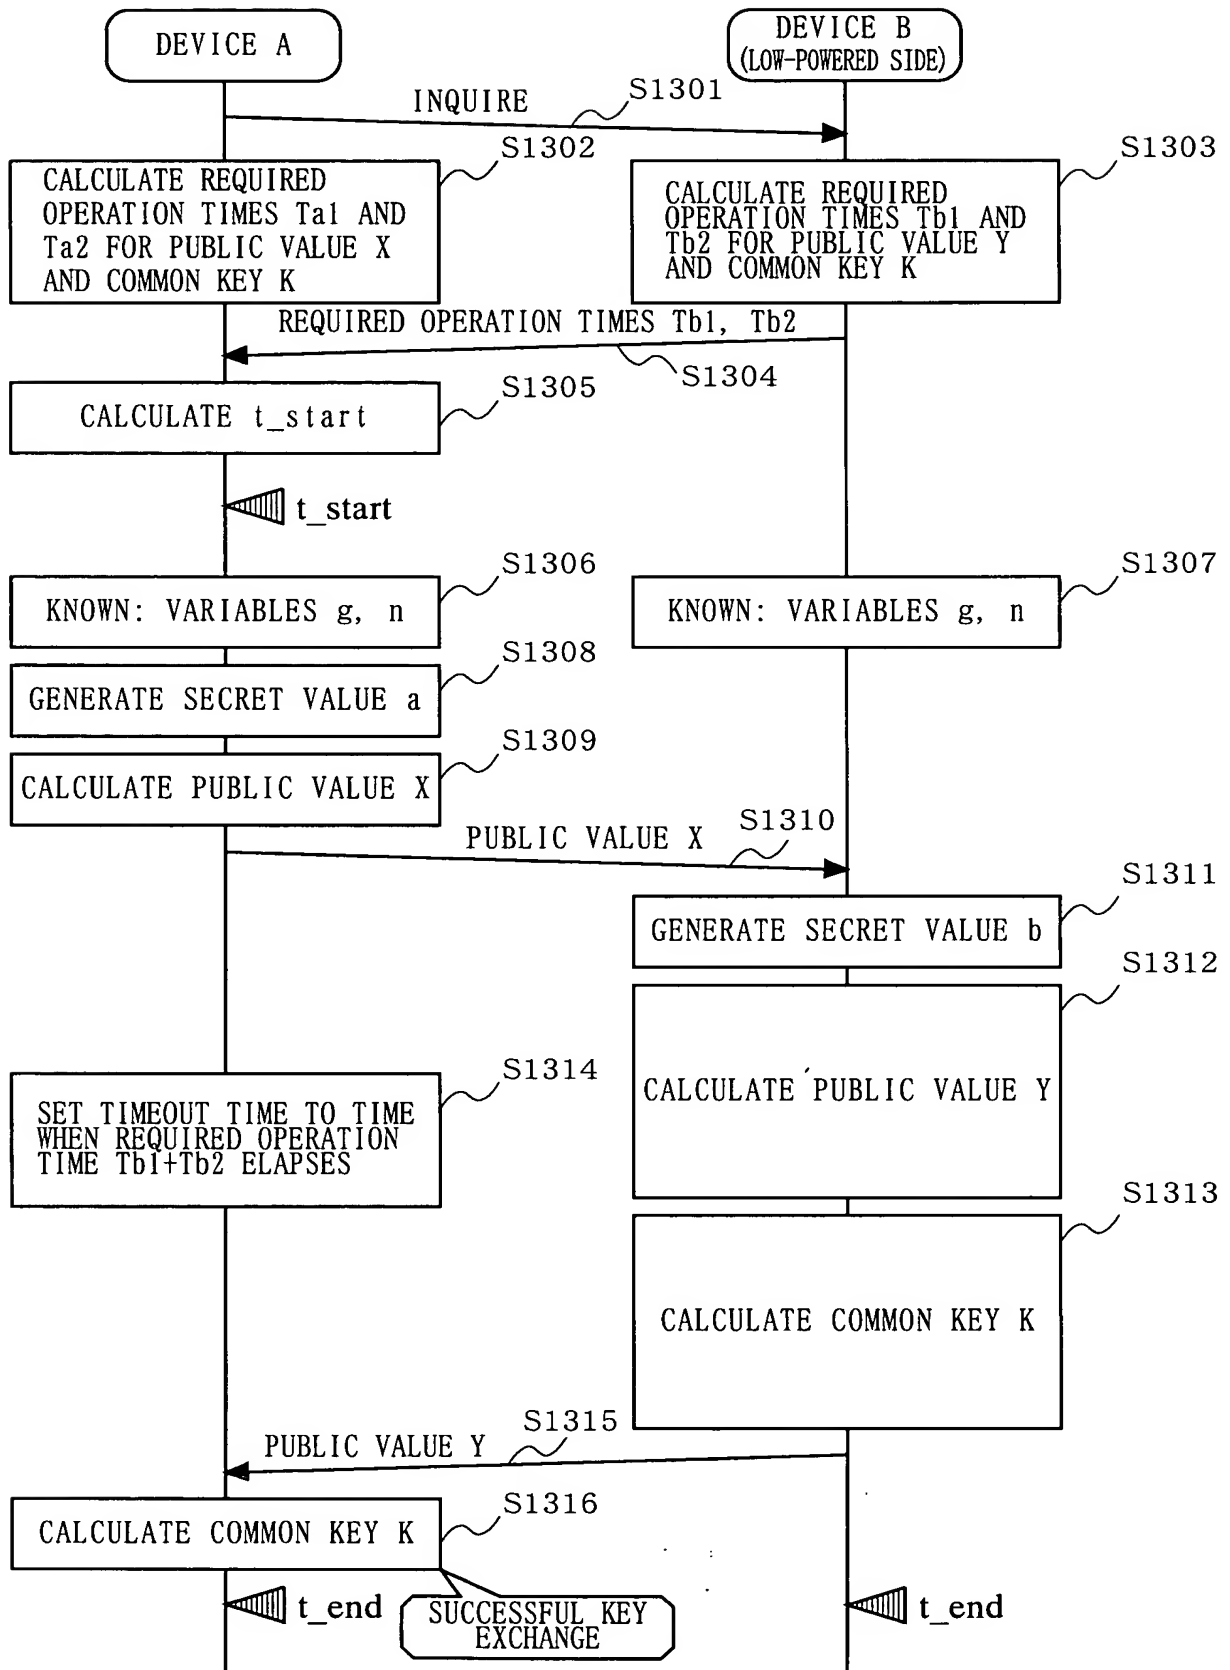 DEVICE A
DEVICE B
(LOW-POWERED SIDE)
INQUIRE
S1301
S1302
S1303
CALCULATE REQUIRED
OPERATION TIMES Ta1 AND
Ta2 FOR PUBLIC VALUE X
AND COMMON KEY K
CALCULATE REQUIRED
OPERATION TIMES Tb1 AND
Tb2 FOR PUBLIC VALUE Y
AND COMMON KEY K
REQUIRED OPERATION TIMES Tb1, Tb2
S1304
S1305
CALCULATE t_start
t_start
S1306
S1307
KNOWN: VARIABLES g, n
KNOWN: VARIABLES g, n
S1308
GENERATE SECRET VALUE a
S1309
CALCULATE PUBLIC VALUE X
PUBLIC VALUE X
S1310
S1311
GENERATE SECRET VALUE b
S1312
CALCULATE PUBLIC VALUE Y
S1314
SET TIMEOUT TIME TO TIME
WHEN REQUIRED OPERATION
TIME Tb1+Tb2 ELAPSES
S1313
CALCULATE COMMON KEY K
S1315
PUBLIC VALUE Y
S1316
CALCULATE COMMON KEY K
t_end
SUCCESSFUL KEY
EXCHANGE
t_end